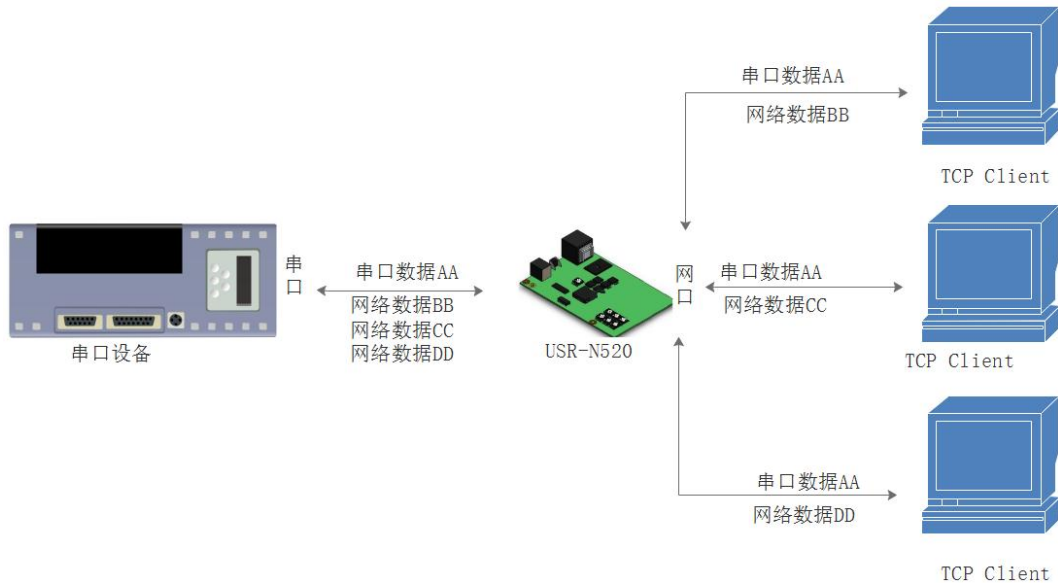 串口数据AA
网络数据BB
TCP Client
串口
串口数据AA
网络数据BB
网络数据CC
网络数据DD
串口设备
USR-N520
网口
串口数据AA
网络数据CC
TCP Client
串口数据AA
网络数据DD
TCP Client